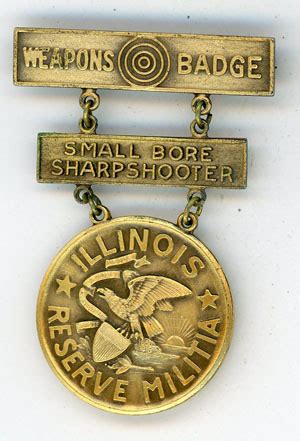 WEAPONS BADGE
SMALL BORE
SHARPSHOOTER
ILLINOIS
RESERVE MILITIA